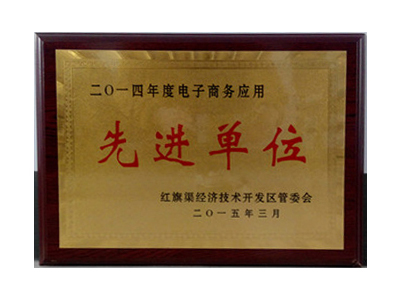 二〇一四年度电子商务应用
先进单位
红旗渠经济技术开发区管委会
二〇一五年三月